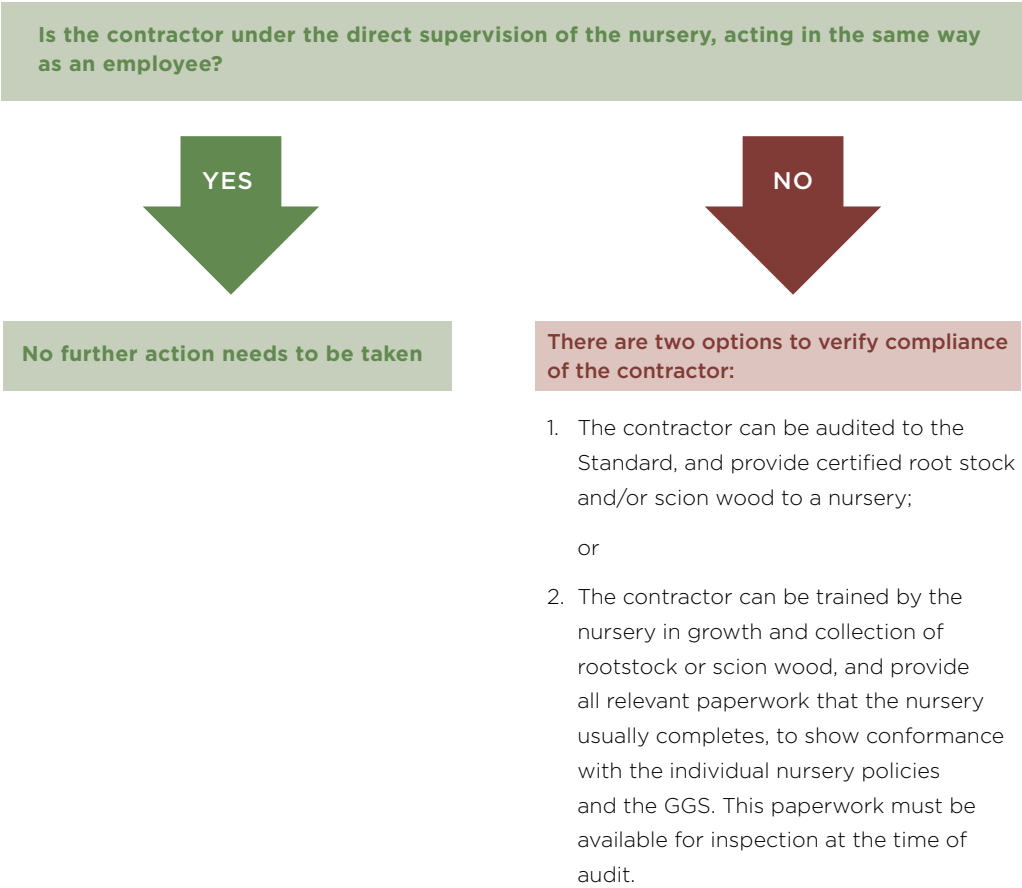 Is the contractor under the direct supervision of the nursery, acting in the same way
as an employee?
YES
NO
No further action needs to be taken
There are two options to verify compliance
of the contractor:
1. The contractor can be audited to the
Standard, and provide certified root stock
and/or scion wood to a nursery;
or
2. The contractor can be trained by the
nursery in growth and collection of
rootstock or scion wood, and provide
all relevant paperwork that the nursery
usually completes, to show conformance
with the individual nursery policies
and the GGS. This paperwork must be
available for inspection at the time of
audit.